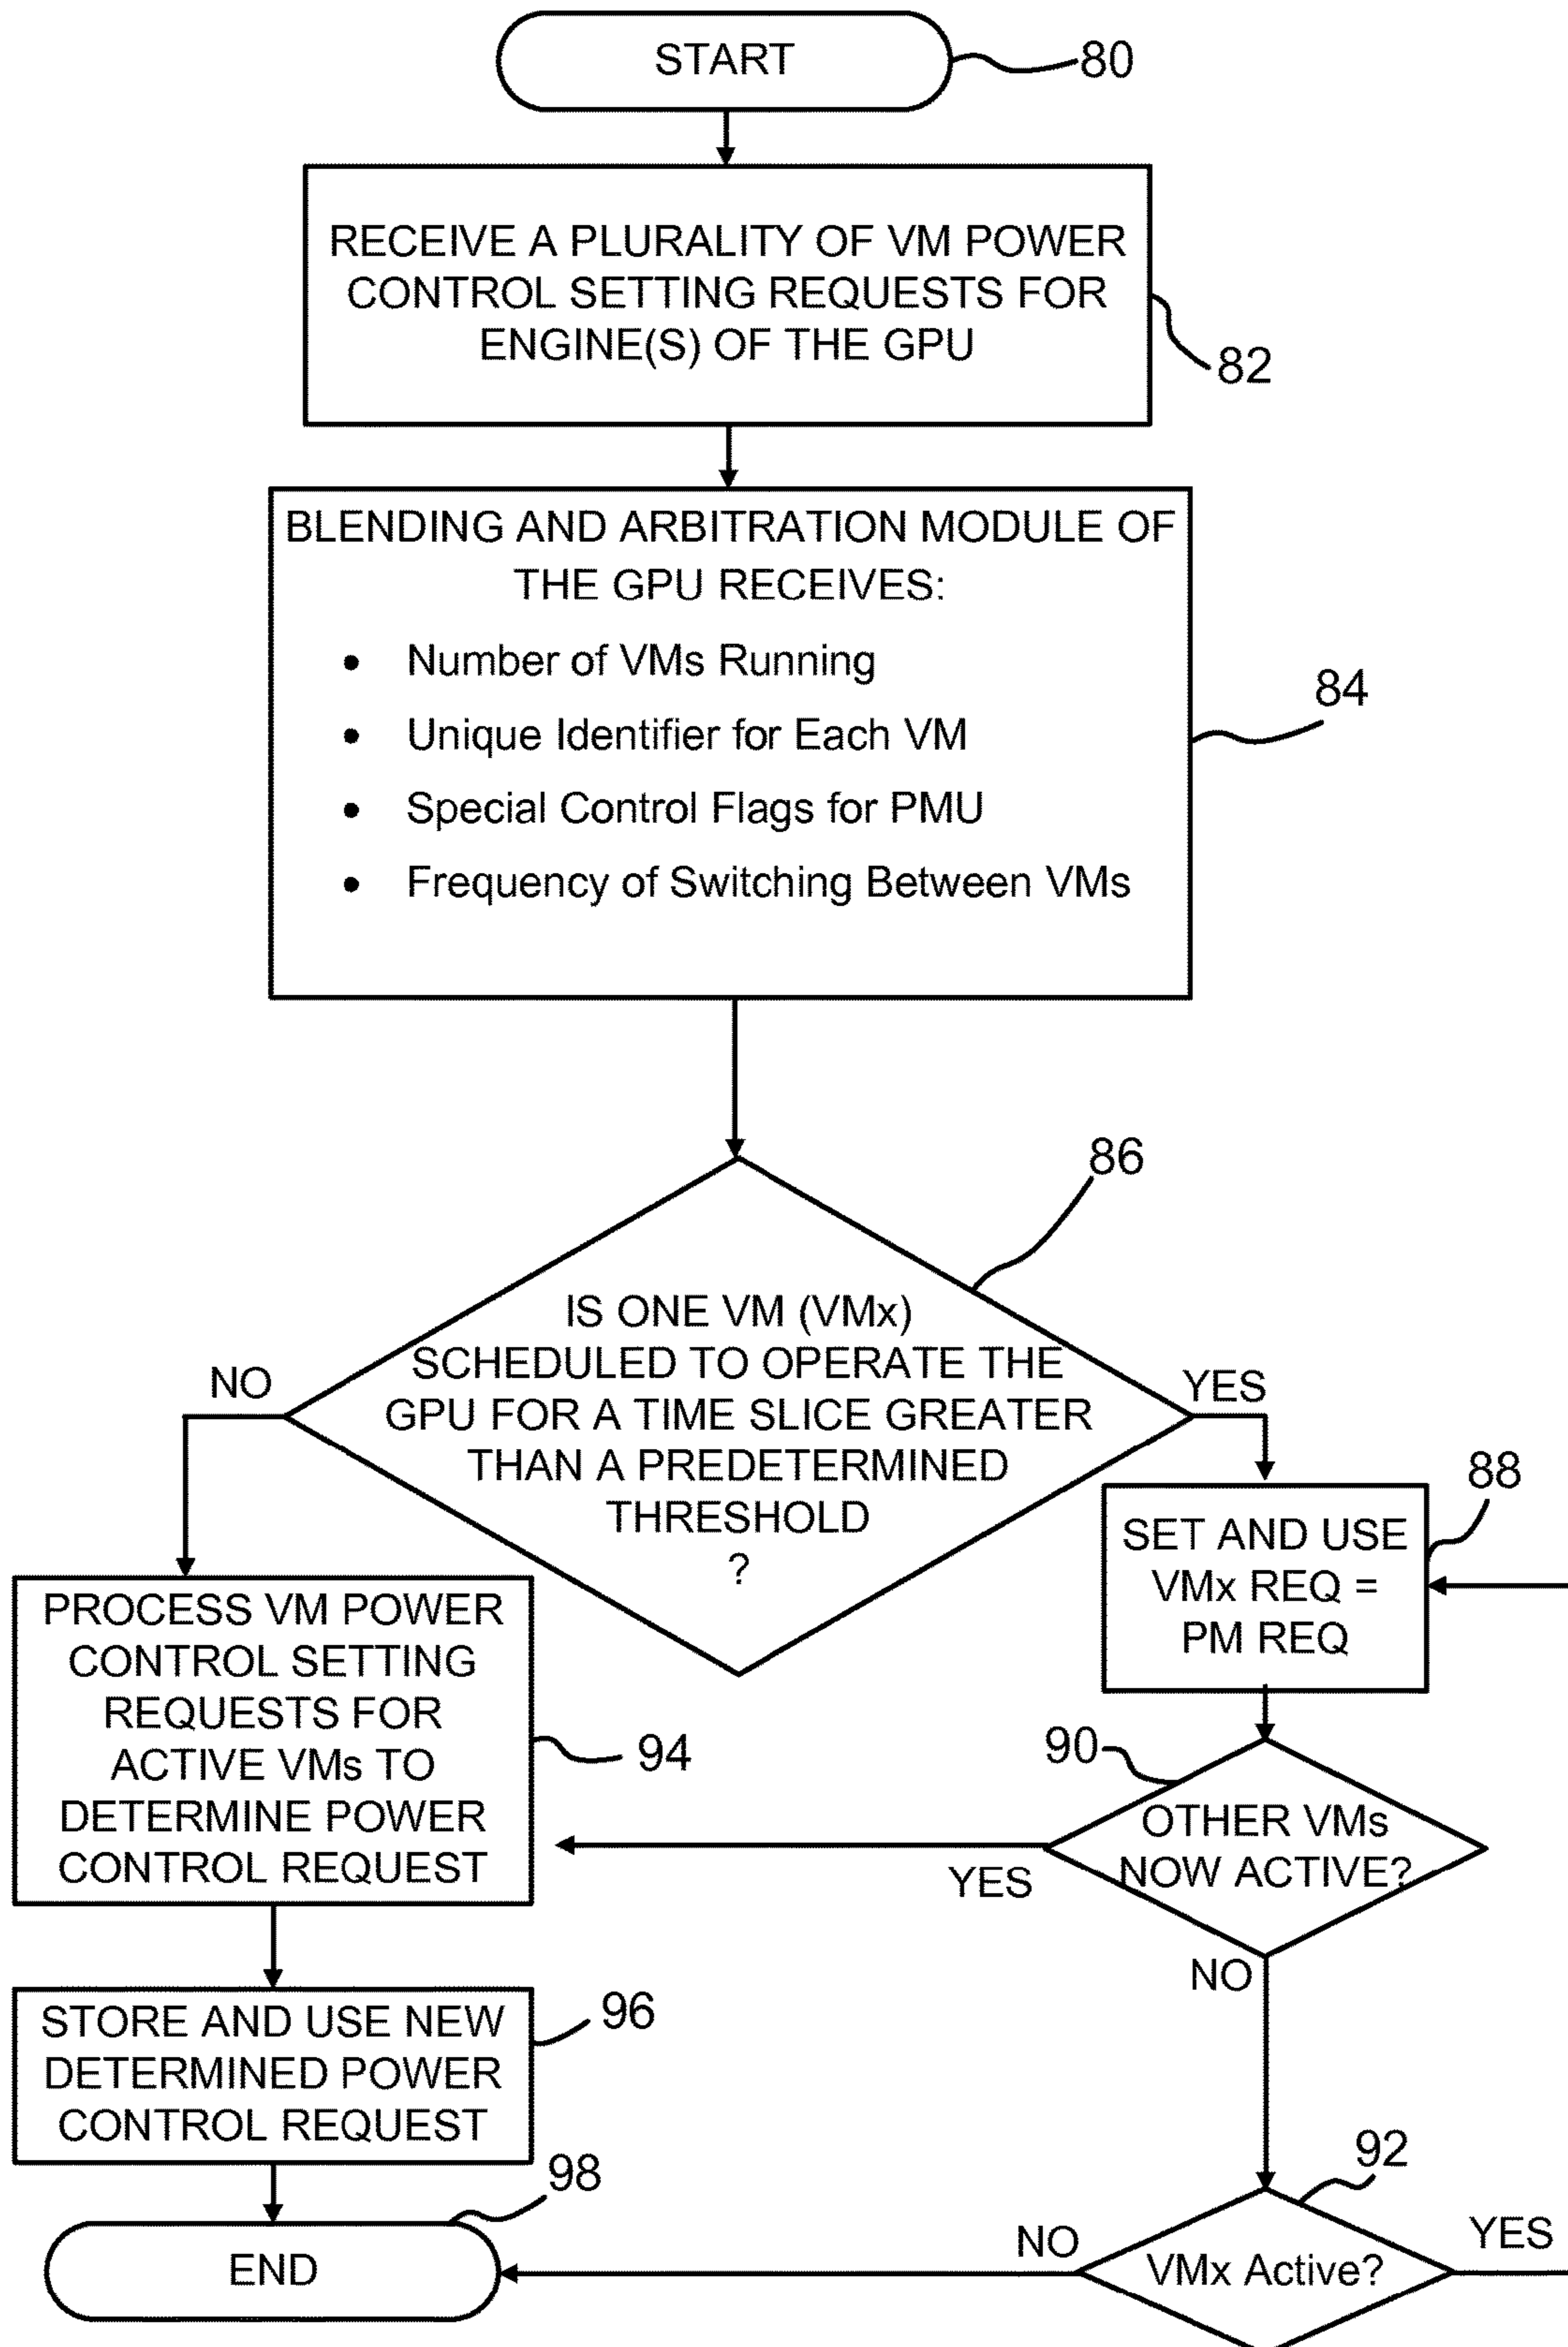 START
80
RECEIVE A PLURALITY OF VM POWER
CONTROL SETTING REQUESTS FOR
ENGINE(S) OF THE GPU
82
BLENDING AND ARBITRATION MODULE OF
THE GPU RECEIVES:
• Number of VMs Running
• Unique Identifier for Each VM
• Special Control Flags for PMU
• Frequency of Switching Between VMs
84
86
IS ONE VM (VMx)
SCHEDULED TO OPERATE THE
GPU FOR A TIME SLICE GREATER
THAN A PREDETERMINED
THRESHOLD
?
NO
YES
88
SET AND USE
VMx REQ =
PM REQ
PROCESS VM POWER
CONTROL SETTING
REQUESTS FOR
ACTIVE VMs TO
DETERMINE POWER
CONTROL REQUEST
94
90
OTHER VMs
NOW ACTIVE?
YES
NO
STORE AND USE NEW
DETERMINED POWER
CONTROL REQUEST
96
98
END
92
VMx Active?
NO
YES